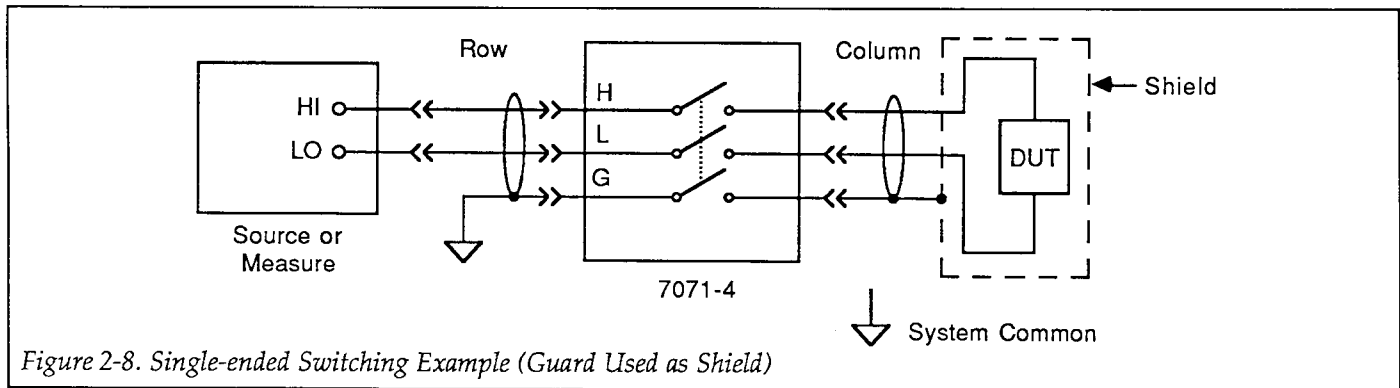 Row
Column
Shield
HI
LO
H
L
G
DUT
Source or
Measure
7071-4
System Common
Figure 2-8. Single-ended Switching Example (Guard Used as Shield)